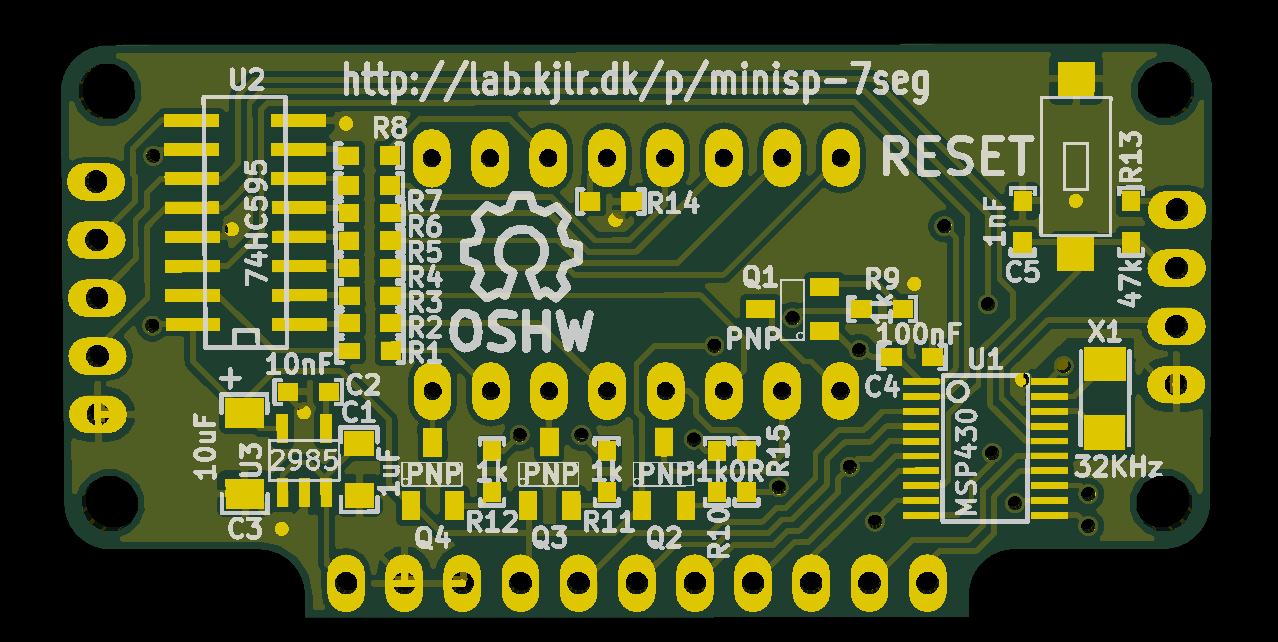 http://lab.kjlr.dk/p/minisp-7seg
U2
R8
RESET
R13
74HC595
R7
R6
R5
R4
R3
R2
R1
R14
1nF
C5
47k
OSHW
Q1
PNP
R9
1k
100nF
C4
U1
X1
10nF
C2
+
C1
10uF
U3
2985
1uF
C3
PNP
1k
PNP
1k
PNP
1k
0R
R15
MSP430
32KHz
Q4
R12
Q3
R11
Q2
R10